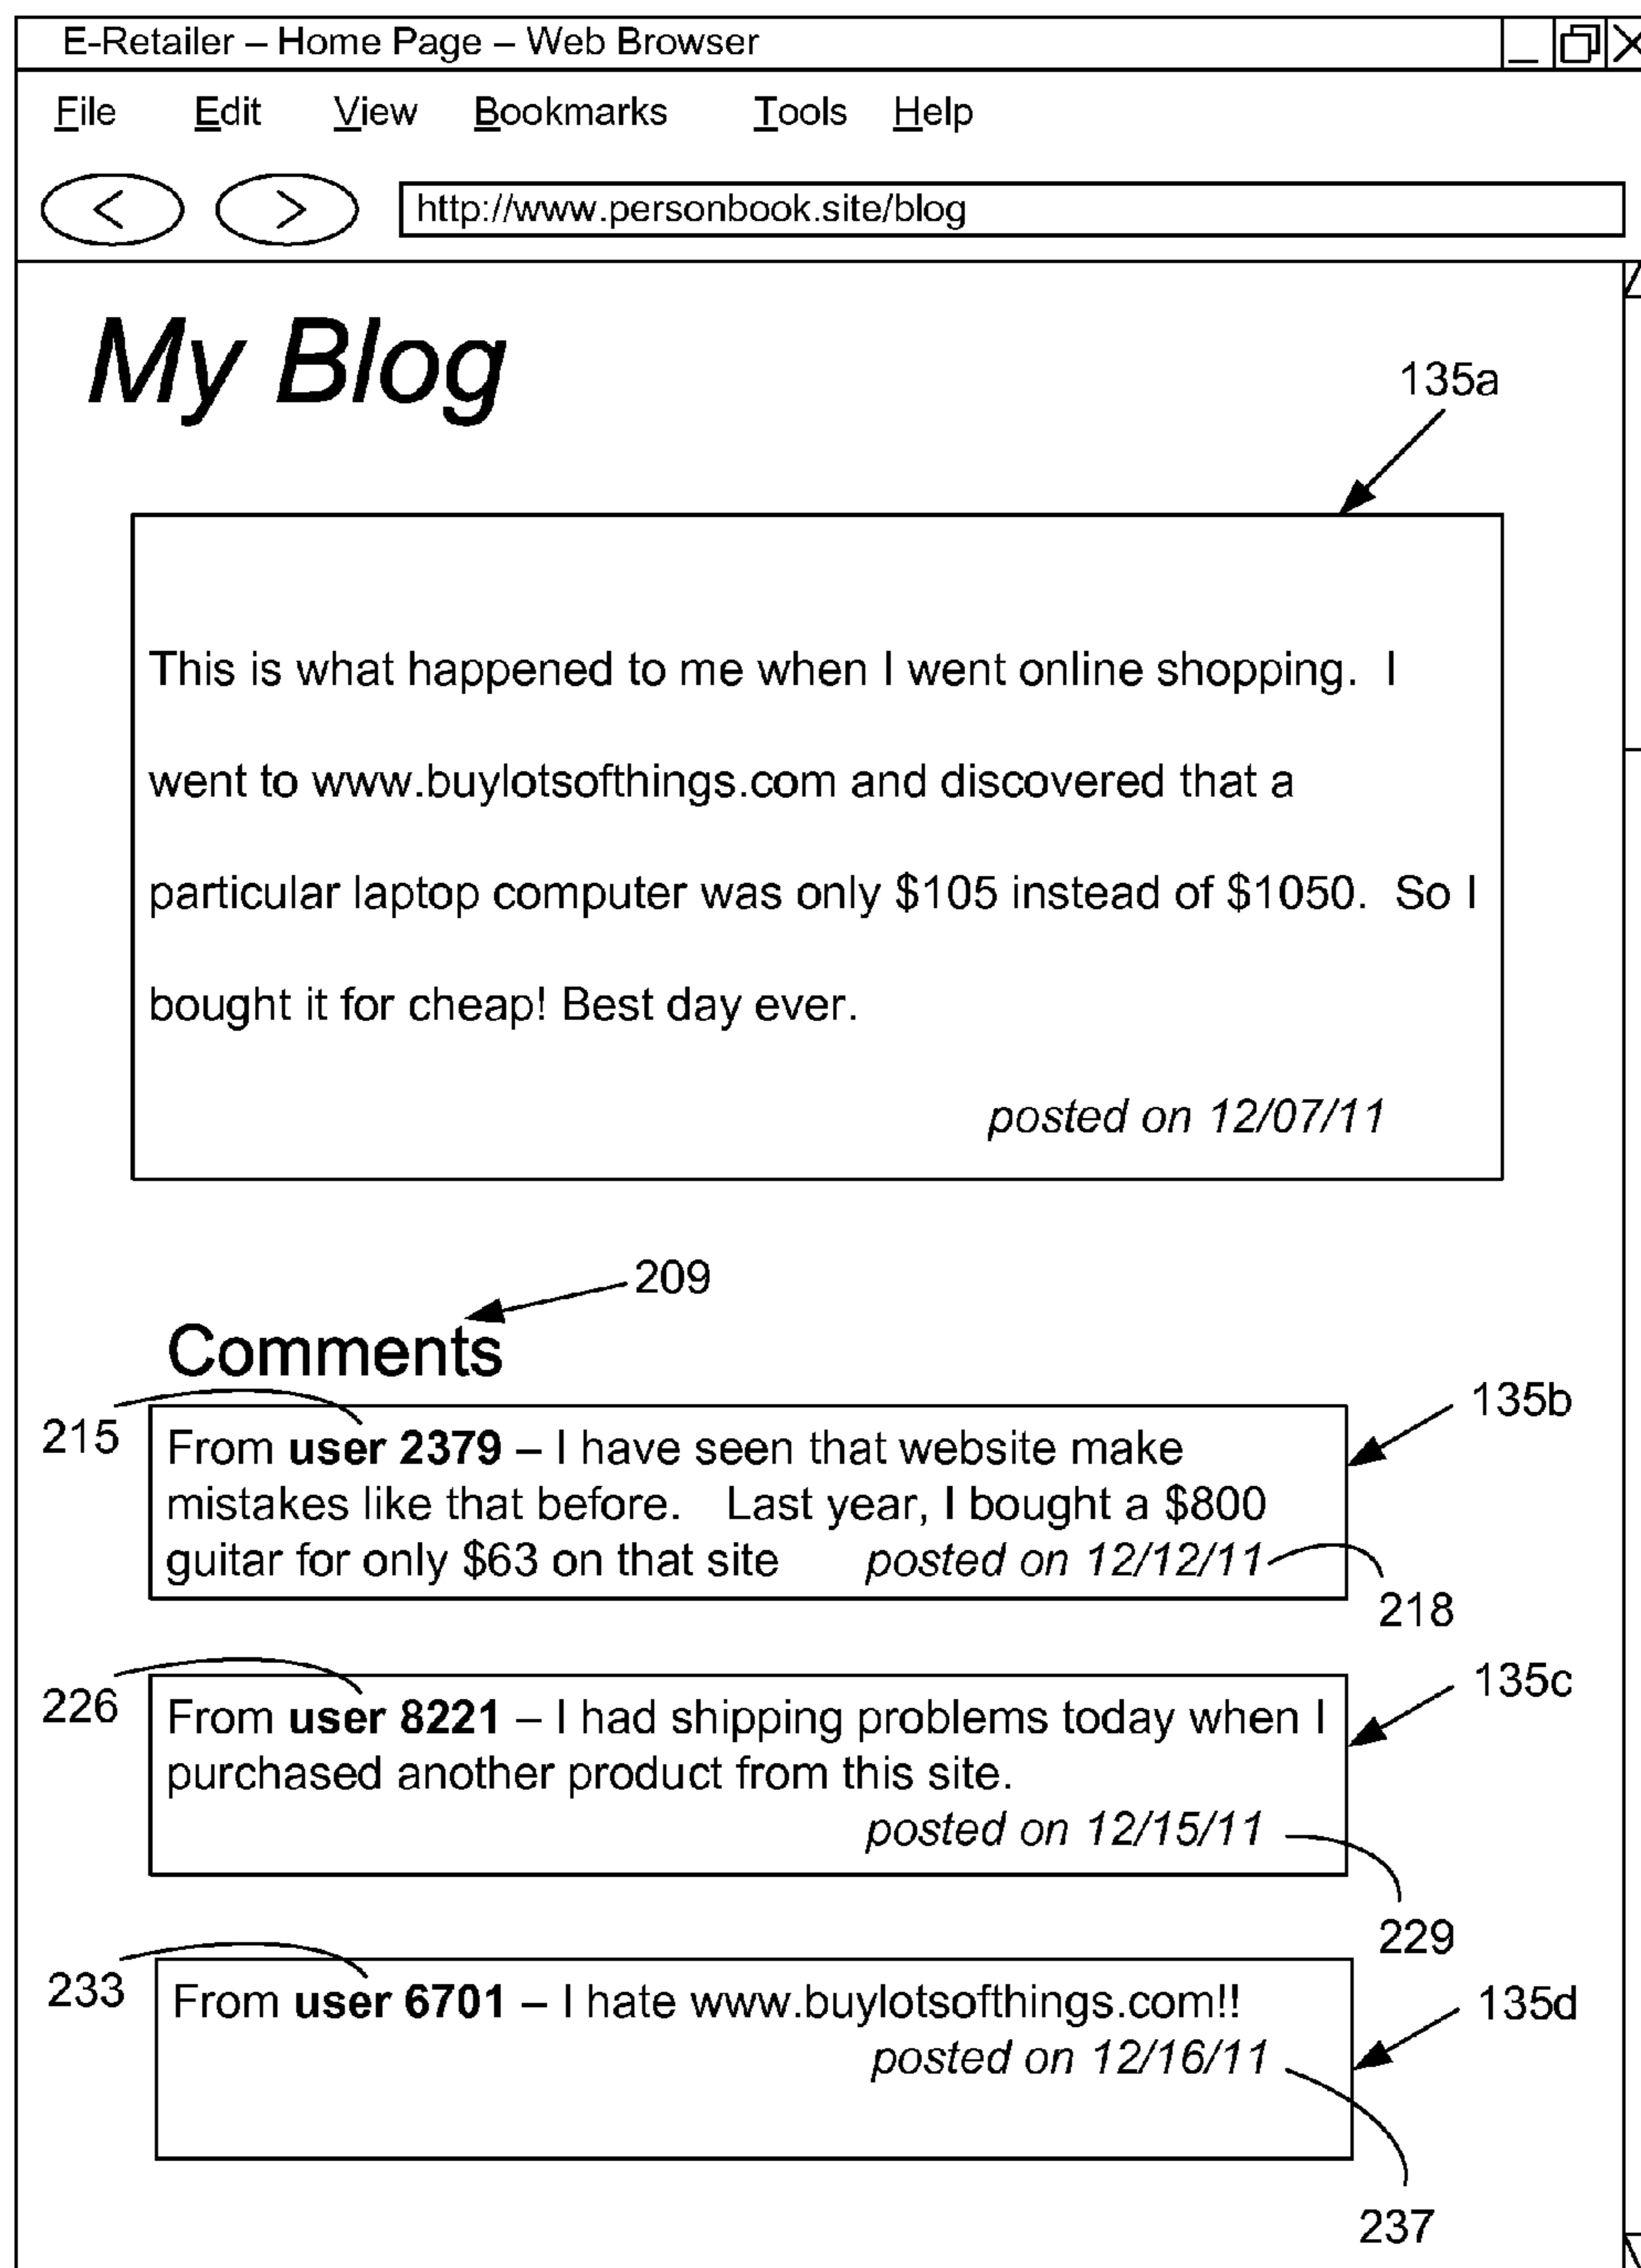 E-Retailer – Home Page – Web Browser
File Edit View Bookmarks Tools Help
< > http://www.personbook.site/blog
My Blog
135a
This is what happened to me when I went online shopping. I
went to www.buylotsofthings.com and discovered that a
particular laptop computer was only $105 instead of $1050. So I
bought it for cheap! Best day ever.
posted on 12/07/11
209
Comments
135b
215
From user 2379 – I have seen that website make
mistakes like that before. Last year, I bought a $800
guitar for only $63 on that site posted on 12/12/11
218
135c
226
From user 8221 – I had shipping problems today when I
purchased another product from this site.
posted on 12/15/11
229
233
From user 6701 – I hate www.buylotsofthings.com!!
135d
posted on 12/16/11
237